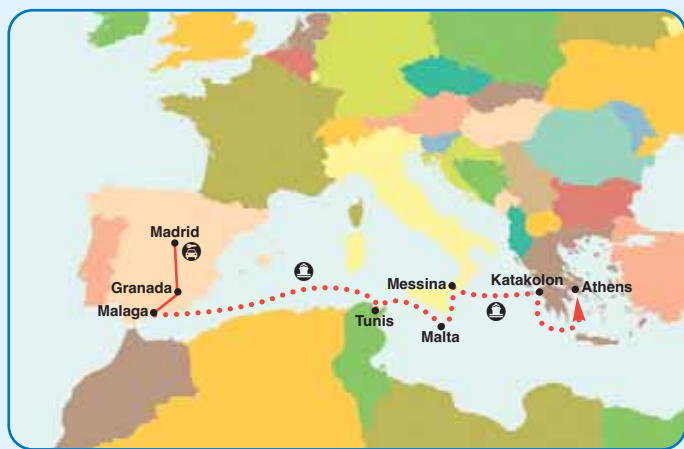 Madrid
Granada
Malaga
Tunis
Messina
Malta
Katakolon
Athens